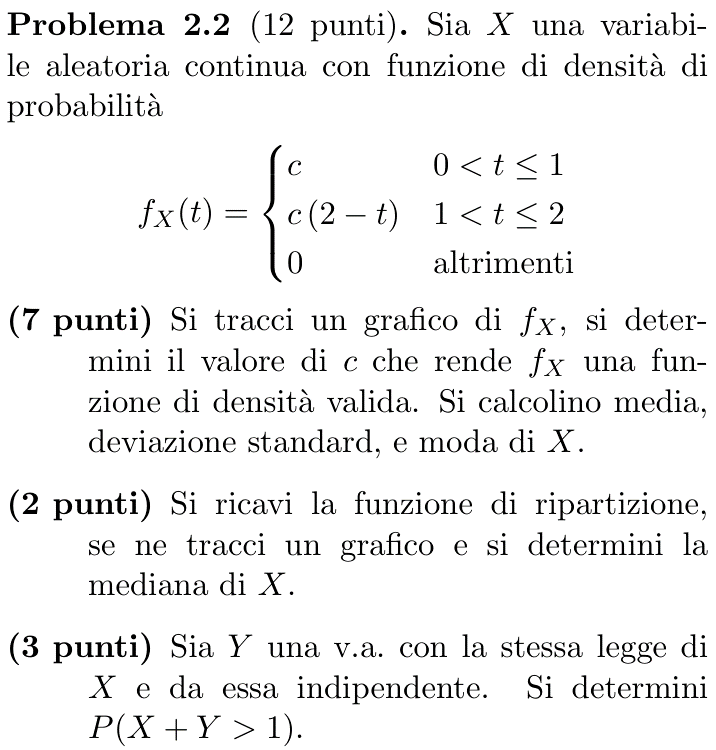 Problema 2.2 (12 punti). Sia X una variabi-
le aleatoria continua con funzione di densità di
probabilità
f_X(t) = { c   0 < t ≤ 1
c (2 − t)   1 < t ≤ 2
0   altrimenti
(7 punti) Si tracci un grafico di f_X, si deter-
mini il valore di c che rende f_X una fun-
zione di densità valida. Si calcolino media,
deviazione standard, e moda di X.
(2 punti) Si ricavi la funzione di ripartizione,
se ne tracci un grafico e si determini la
mediana di X.
(3 punti) Sia Y una v.a. con la stessa legge di
X e da essa indipendente. Si determini
P(X + Y > 1).